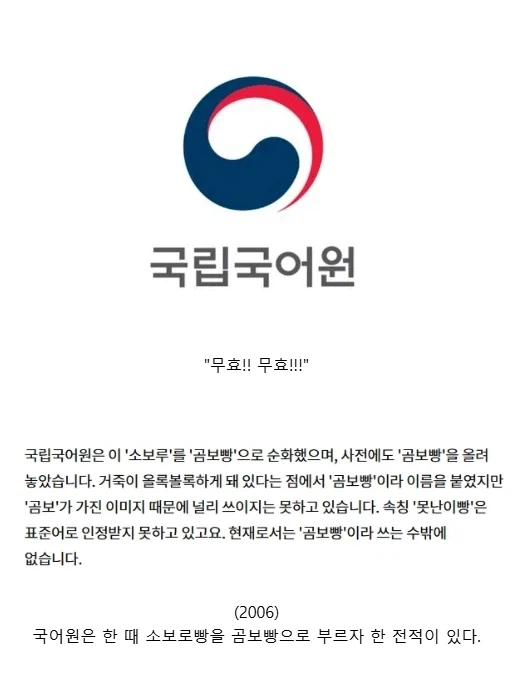 국립국어원
"무효!! 무효!!!"
국립국어원은 이 '소보루'를 '곰보빵'으로 순화했으며, 사전에도 '곰보빵'을 올려
놓았습니다. 거죽이 올록볼록하게 돼 있다는 점에서 '곰보빵'이라 이름을 붙였지만
'곰보'가 가진 이미지 때문에 널리 쓰이지는 못하고 있습니다. 속칭 '못난이빵'은
표준어로 인정받지 못하고 있고요. 현재로서는 '곰보빵'이라 쓰는 수밖에
없습니다.
(2006)
국어원은 한 때 소보로빵을 곰보빵으로 부르자 한 전적이 있다.